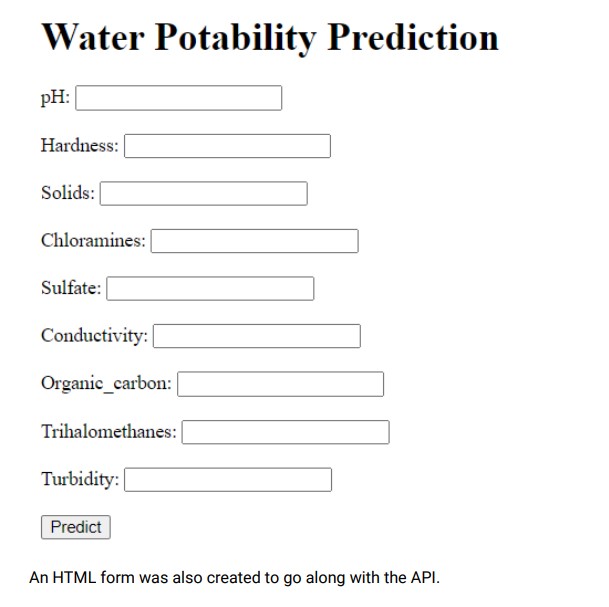 Water Potability Prediction
pH:
Hardness:
Solids:
Chloramines:
Sulfate:
Conductivity:
Organic_carbon:
Trihalomethanes:
Turbidity:
Predict
An HTML form was also created to go along with the API.